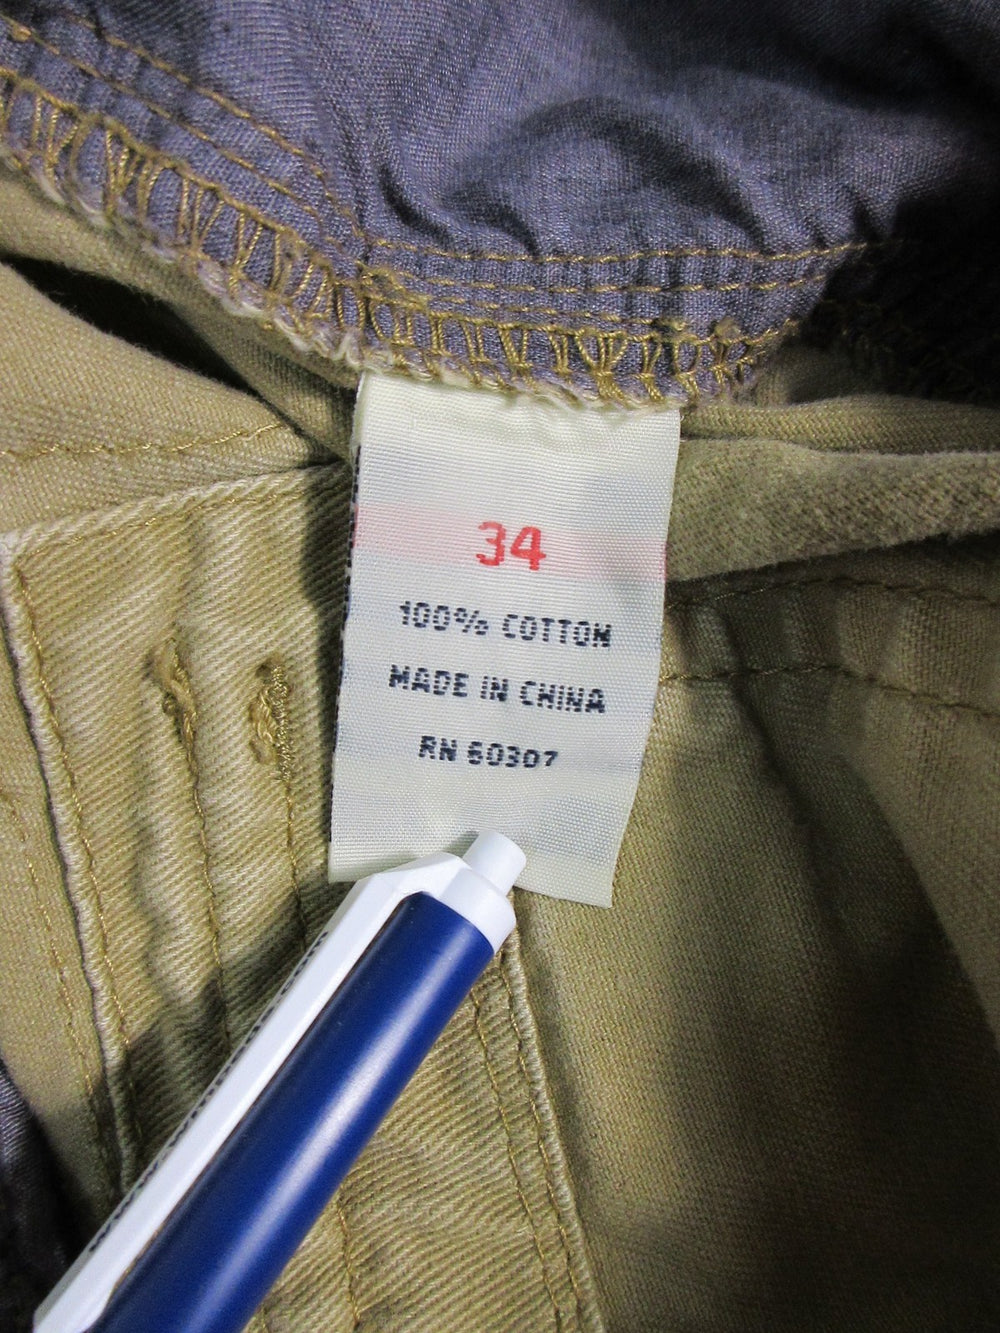 34
100% COTTON
MADE IN CHINA
RN 60307